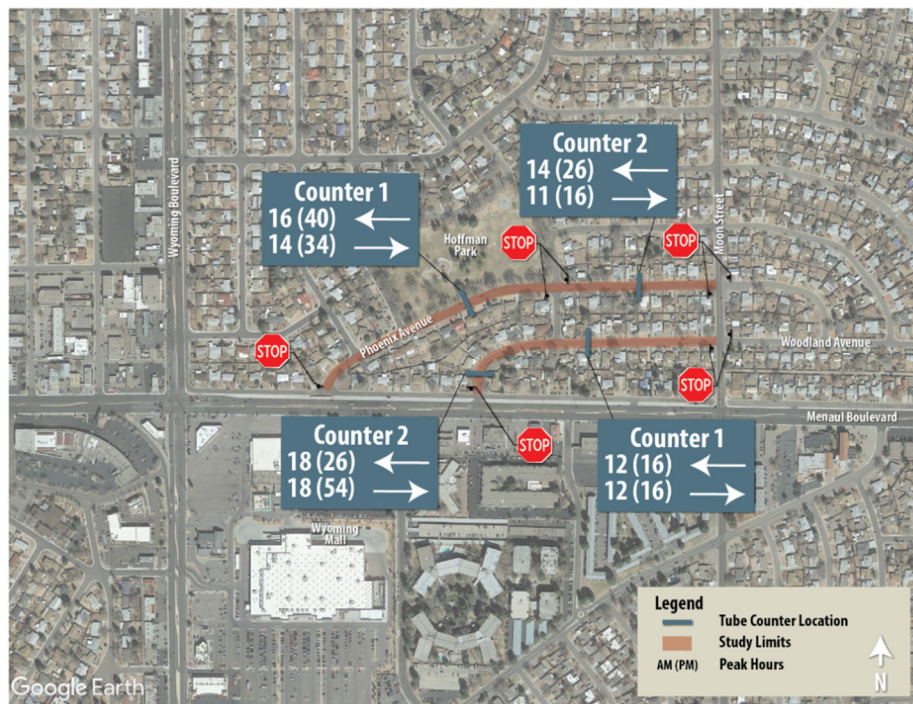 Counter 2
14 (26)
11 (16)
Counter 1
16 (40)
14 (34)
Wyoming Boulevard
Moon Street
Hoffman
Park
STOP
STOP
Phoenix Avenue
STOP
Woodland Avenue
STOP
Menaul Boulevard
Counter 2
18 (26)
18 (54)
STOP
Counter 1
12 (16)
12 (16)
Wyoming
Mall
Legend
Tube Counter Location
Study Limits
AM (PM) Peak Hours
N
Google Earth